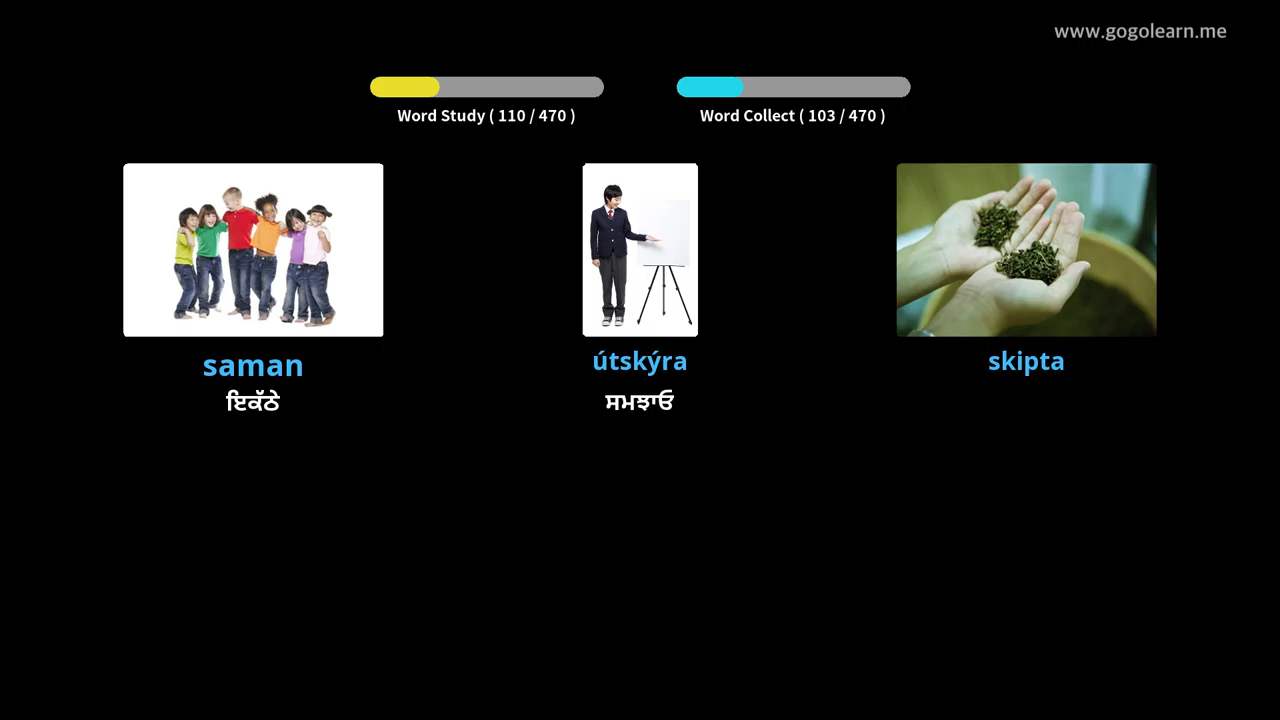 www.gogolearn.me
Word Study ( 110 / 470 )
Word Collect ( 103 / 470 )
saman
útskýra
skipta
ਇਕੱਠੇ
ਸਮਝਾਓ